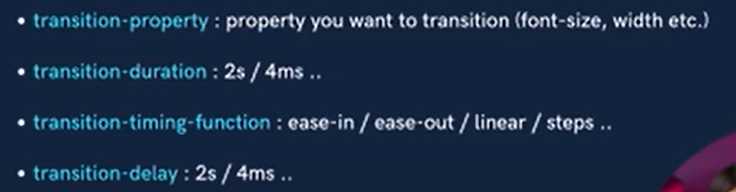 • transition-property : property you want to transition (font-size, width etc.)
• transition-duration : 2s / 4ms ..
• transition-timing-function : ease-in / ease-out / linear / steps ..
• transition-delay : 2s / 4ms ..